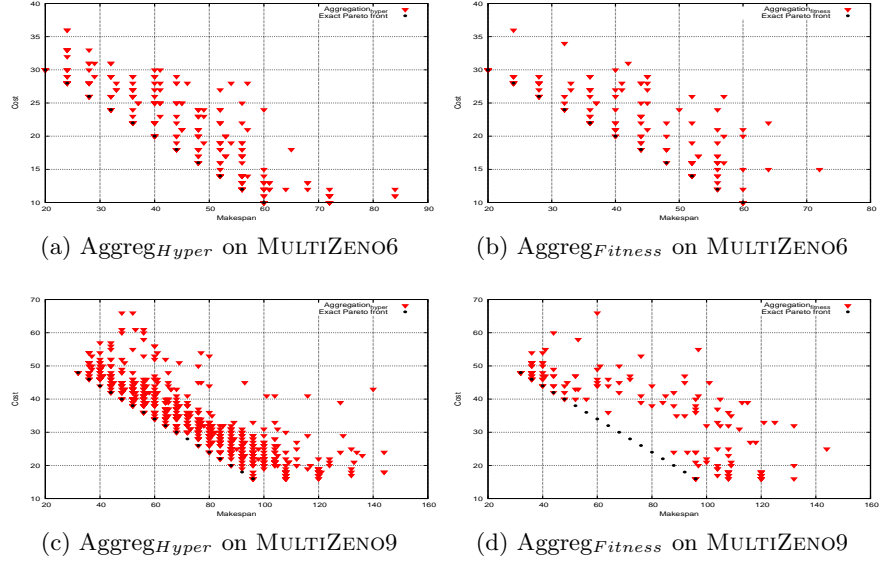 Aggregation_hyper
Exact Pareto front
Cost
40
35
30
25
20
15
10
20 30 40 50 60 70 80 90
Makespan
(a) Aggreg_Hyper on MULTIZENO6
Aggregation_fitness
Exact Pareto front
Cost
40
35
30
25
20
15
10
20 30 40 50 60 70 80
Makespan
(b) Aggreg_Fitness on MULTIZENO6
Aggregation_hyper
Exact Pareto front
Cost
70
60
50
40
30
20
10
20 40 60 80 100 120 140 160
Makespan
(c) Aggreg_Hyper on MULTIZENO9
Aggregation_fitness
Exact Pareto front
Cost
70
60
50
40
30
20
10
20 40 60 80 100 120 140 160
Makespan
(d) Aggreg_Fitness on MULTIZENO9